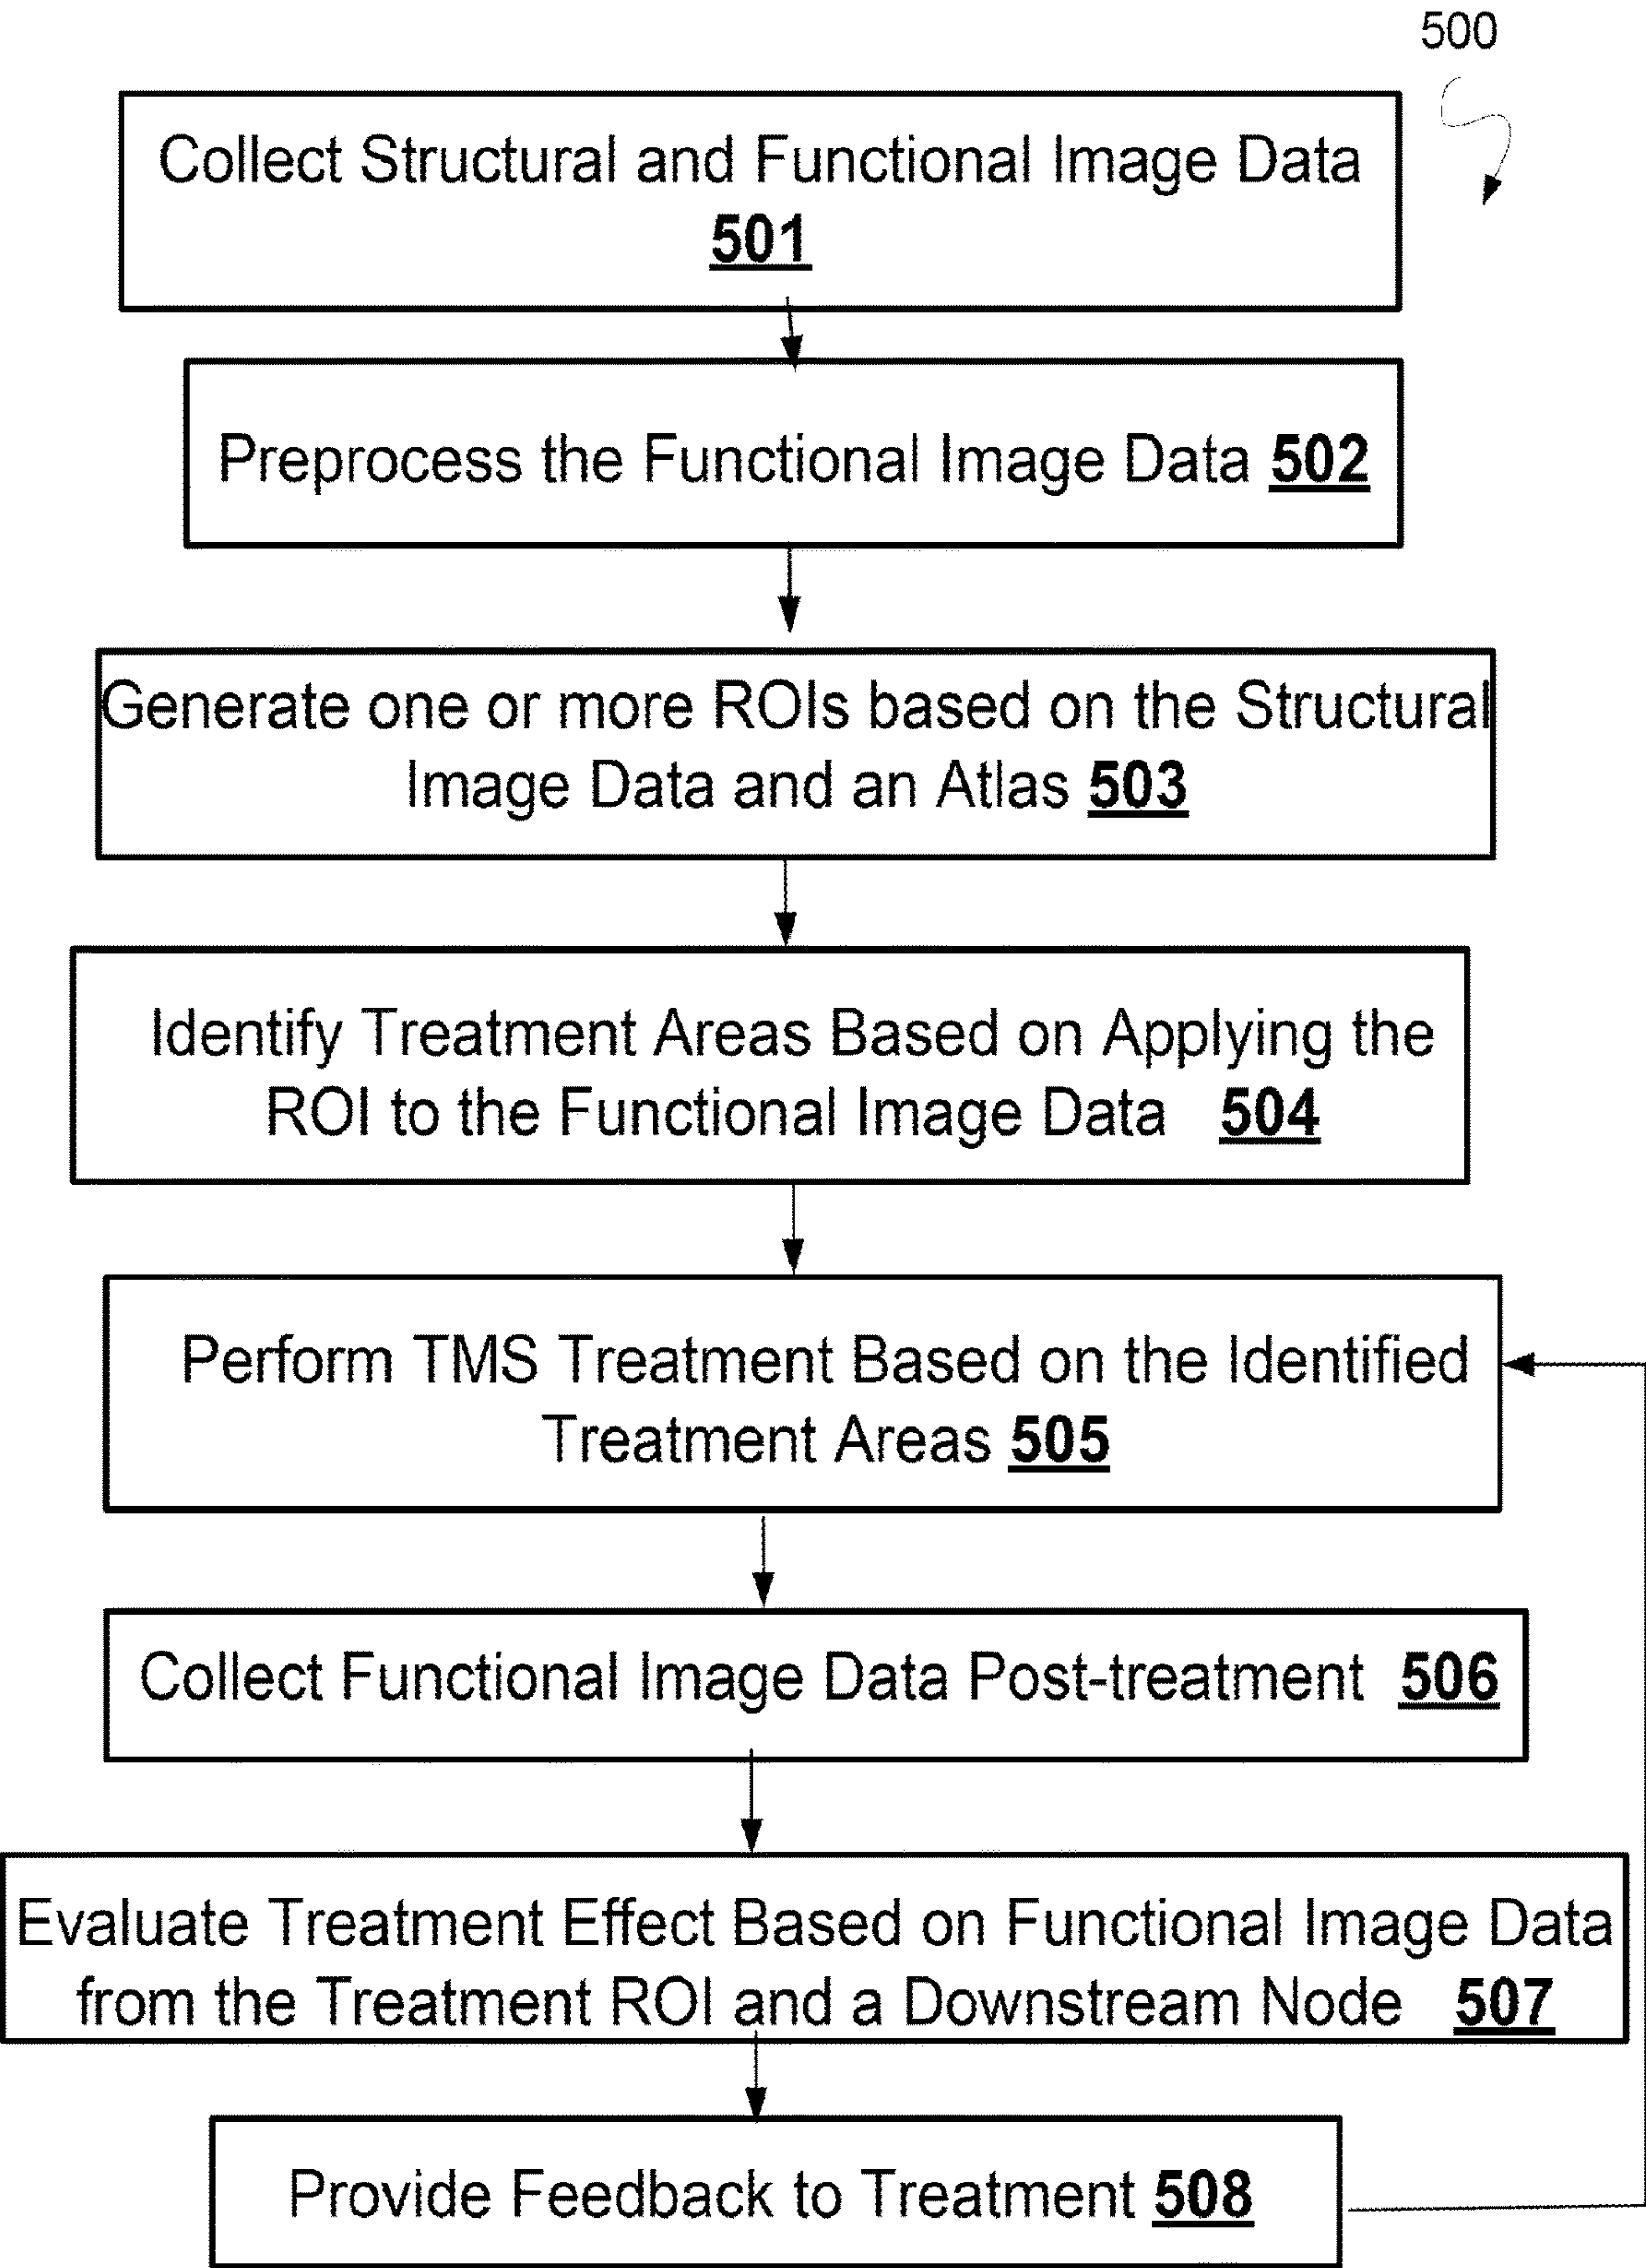 500
Collect Structural and Functional Image Data
501
Preprocess the Functional Image Data 502
Generate one or more ROIs based on the Structural
Image Data and an Atlas 503
Identify Treatment Areas Based on Applying the
ROI to the Functional Image Data 504
Perform TMS Treatment Based on the Identified
Treatment Areas 505
Collect Functional Image Data Post-treatment 506
Evaluate Treatment Effect Based on Functional Image Data
from the Treatment ROI and a Downstream Node 507
Provide Feedback to Treatment 508